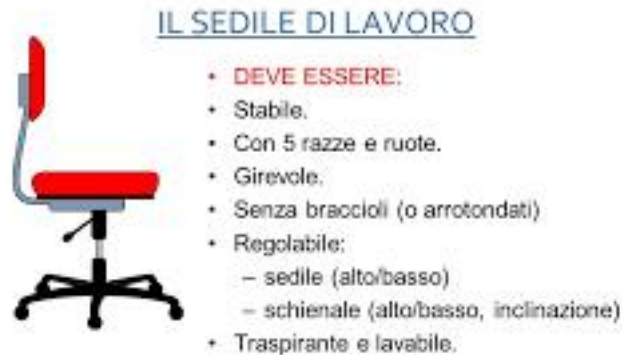 IL SEDILE DI LAVORO
• DEVE ESSERE:
• Stabile.
• Con 5 razze e ruote.
• Girevole.
• Senza braccioli (o arrotondati)
• Regolabile:
– sedile (alto/basso)
– schienale (alto/basso, inclinazione)
• Traspirante e lavabile.